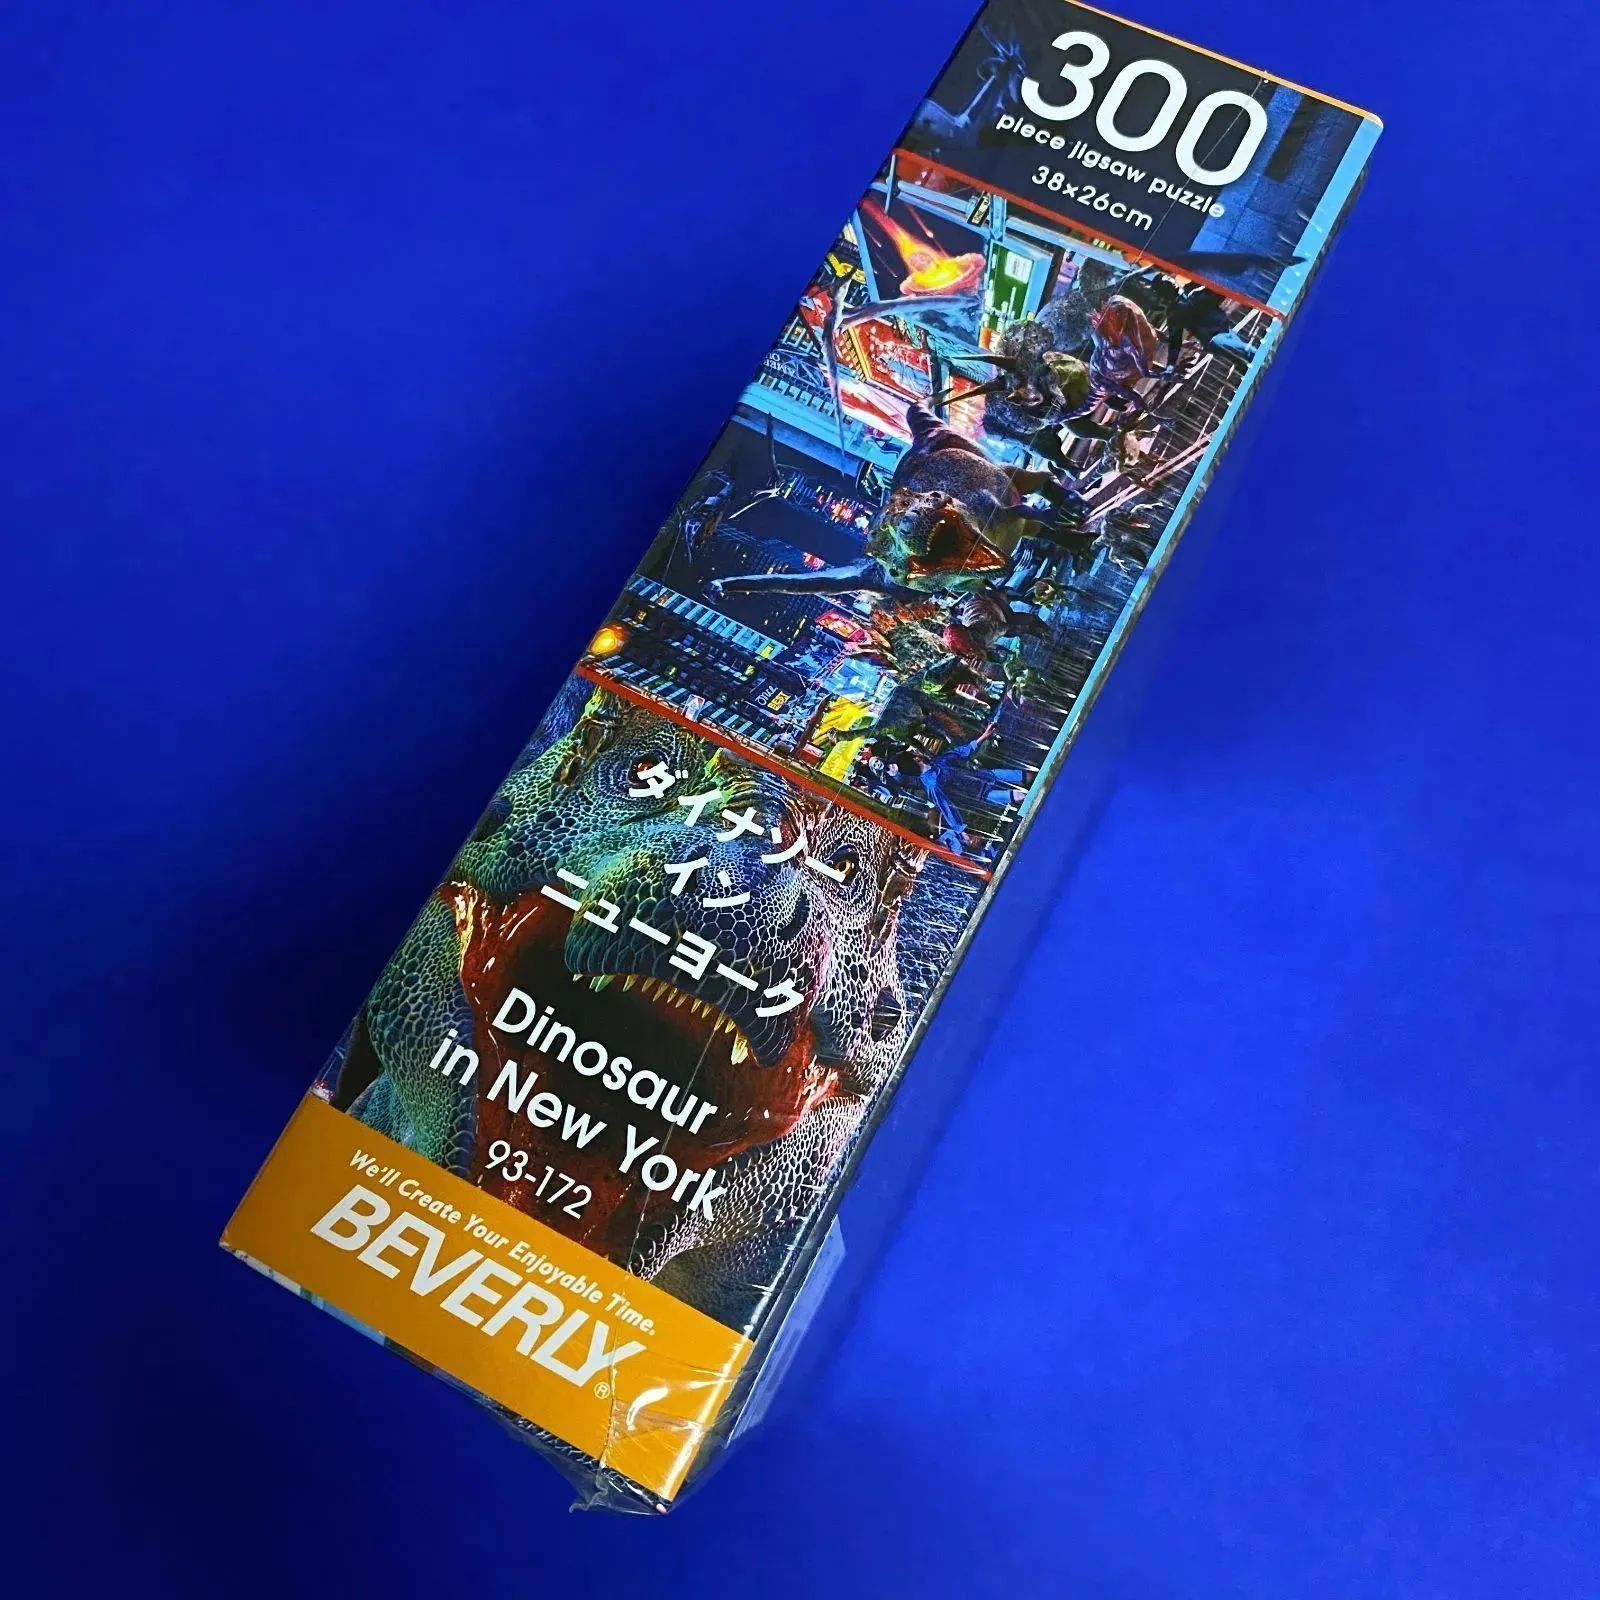 300
piece jigsaw puzzle
38×26cm
ダイナソー
イン
ニューヨーク
Dinosaur
in New York
93-172
We'll Create Your Enjoyable Time.
BEVERLY®